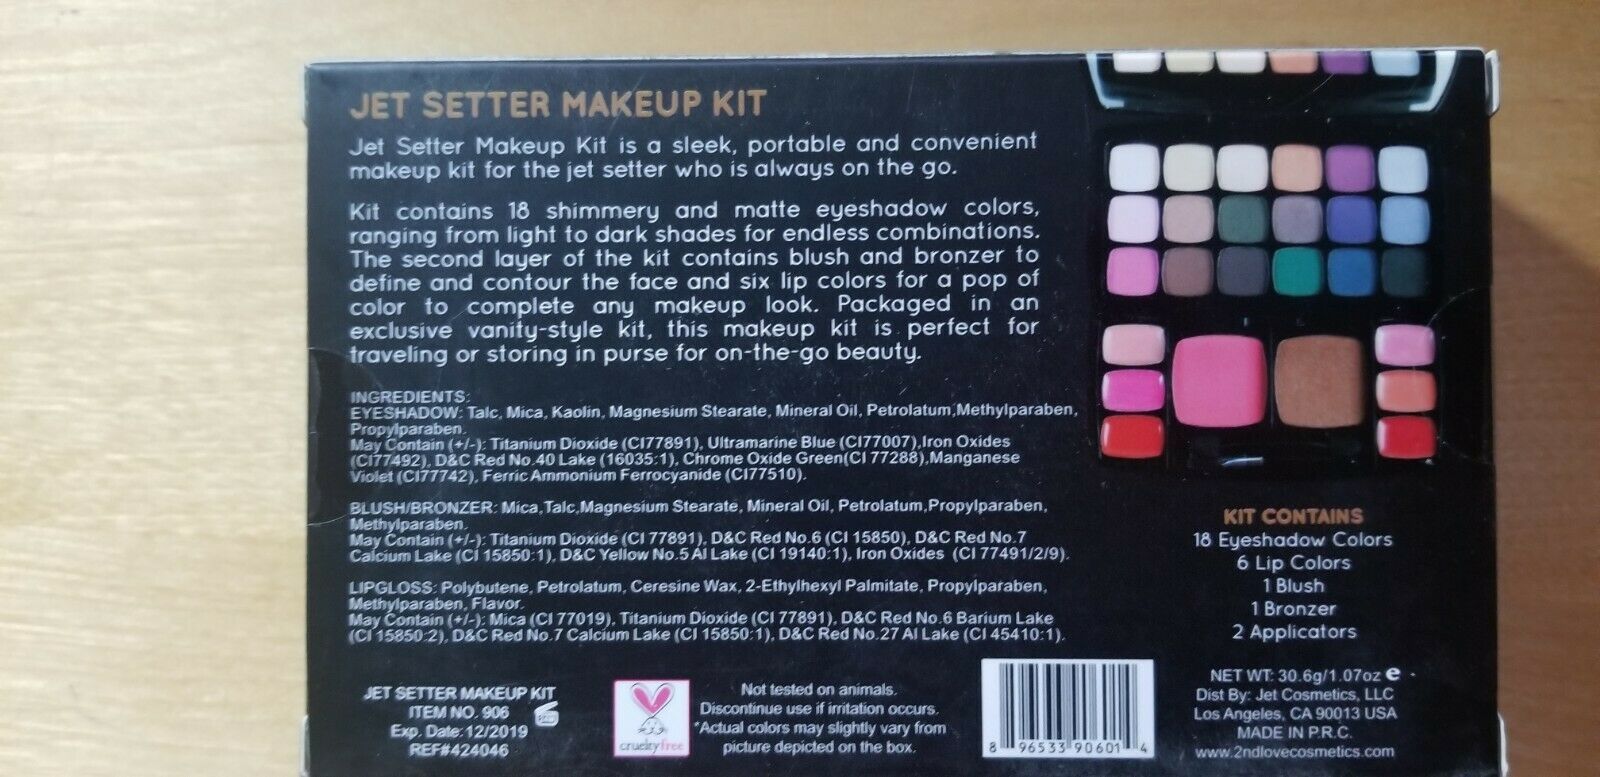 JET SETTER MAKEUP KIT
Jet Setter Makeup Kit is a sleek, portable and convenient
makeup kit for the jet setter who is always on the go.
Kit contains 18 shimmery and matte eyeshadow colors,
ranging from light to dark shades for endless combinations.
The second layer of the kit contains blush and bronzer to
define and contour the face and six lip colors for a pop of
color to complete any makeup look. Packaged in an
exclusive vanity-style kit, this makeup kit is perfect for
traveling or storing in purse for on-the-go beauty.
INGREDIENTS:
EYESHADOW: Talc, Mica, Kaolin, Magnesium Stearate, Mineral Oil, Petrolatum,Methylparaben,
Propylparaben.
May Contain (+/-): Titanium Dioxide (CI77891), Ultramarine Blue (CI77007),Iron Oxides
(CI77492), D&C Red No.40 Lake (16035:1), Chrome Oxide Green(CI 77288),Manganese
Violet (CI77742), Ferric Ammonium Ferrocyanide (CI77510).
BLUSH/BRONZER: Mica,Talc,Magnesium Stearate, Mineral Oil, Petrolatum,Propylparaben,
Methylparaben.
May Contain (+/-): Titanium Dioxide (CI 77891), D&C Red No.6 (CI 15850), D&C Red No.7
Calcium Lake (CI 15850:1), D&C Yellow No.5 Al Lake (CI 19140:1), Iron Oxides (CI 77491/2/9).
LIPGLOSS: Polybutene, Petrolatum, Ceresine Wax, 2-Ethylhexyl Palmitate, Propylparaben,
Methylparaben, Flavor.
May Contain (+/-): Mica (CI 77019), Titanium Dioxide (CI 77891), D&C Red No.6 Barium Lake
(CI 15850:2), D&C Red No.7 Calcium Lake (CI 15850:1), D&C Red No.27 Al Lake (CI 45410:1).
JET SETTER MAKEUP KIT
ITEM NO. 906
Exp. Date: 12/2019
REF#424046
crueltyfree
Not tested on animals.
Discontinue use if irritation occurs.
*Actual colors may slightly vary from
picture depicted on the box.
8 96533 90601 4
KIT CONTAINS
18 Eyeshadow Colors
6 Lip Colors
1 Blush
1 Bronzer
2 Applicators
NET WT: 30.6g/1.07oz e
Dist By: Jet Cosmetics, LLC
Los Angeles, CA 90013 USA
MADE IN P.R.C.
www.2ndlovecosmetics.com